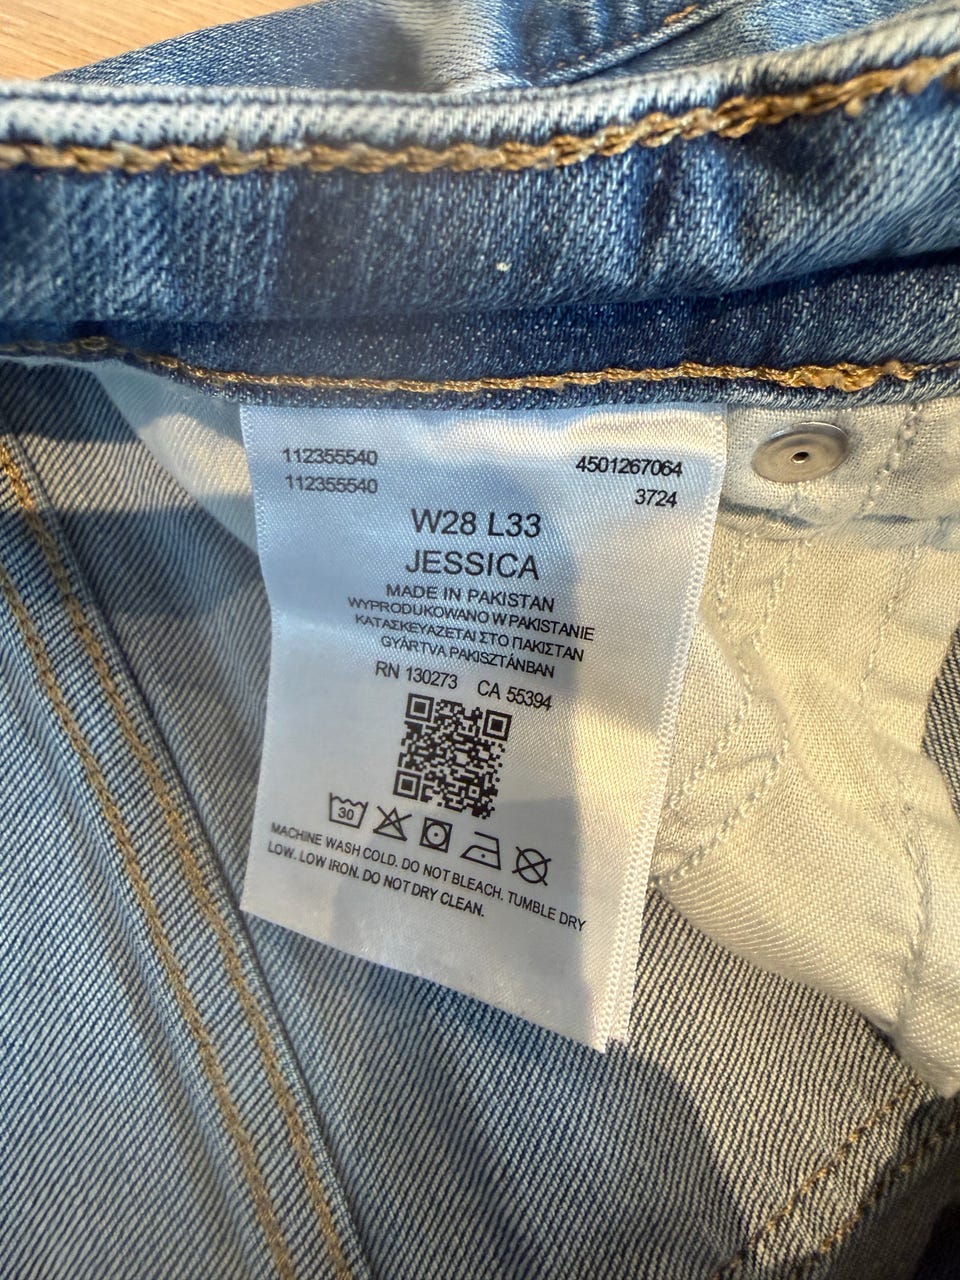 112355540
4501267064
112355540
3724
W28 L33
JESSICA
MADE IN PAKISTAN
WYPRODUKOWANO W PAKISTANIE
ΚΑΤΑΣΚΕΥΑΖΕΤΑΙ ΣΤΟ ΠΑΚΙΣΤΑΝ
GYÁRTVA PAKISZTÁNBAN
RN 130273 CA 55394
30
MACHINE WASH COLD. DO NOT BLEACH. TUMBLE DRY
LOW. LOW IRON. DO NOT DRY CLEAN.